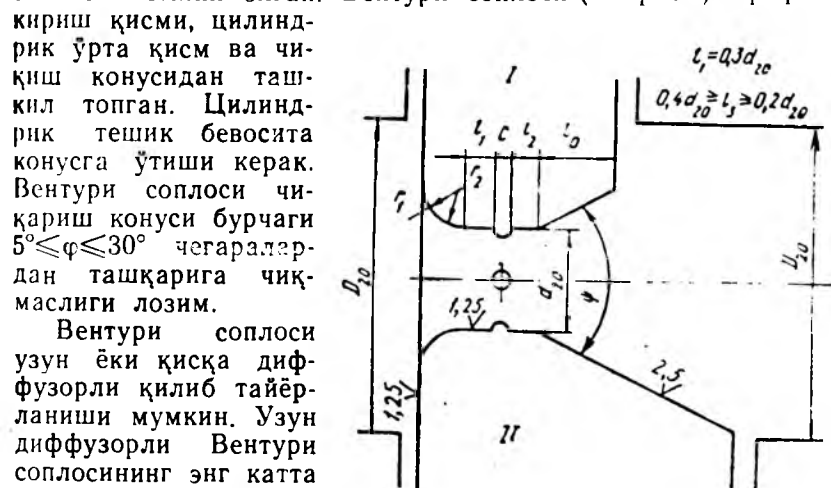 кириш қисми, цилинд-
рик ўрта қисм ва чи-
қиш конусидан таш-
кил топган. Цилинд-
рик тешик бевосита
конусга ўтиши керак.
Вентури соплоси чи-
қариш конуси бурчаги
5°≤φ≤30° чегаралар-
дан ташқарига чиқ-
маслиги лозим.
Вентури соплоси
узун ёки қисқа диф-
фузорли қилиб тайёр-
ланиши мумкин. Узун
диффузорли Вентури
соплосининг энг катта
I
l₁=0,3d₂₀
0,4d₂₀≥l₃≥0,2d₂₀
l₁ c l₂ l₀
r₁ r₂
D₂₀
d₂₀
ψ
1,25
1,25
2,5
II